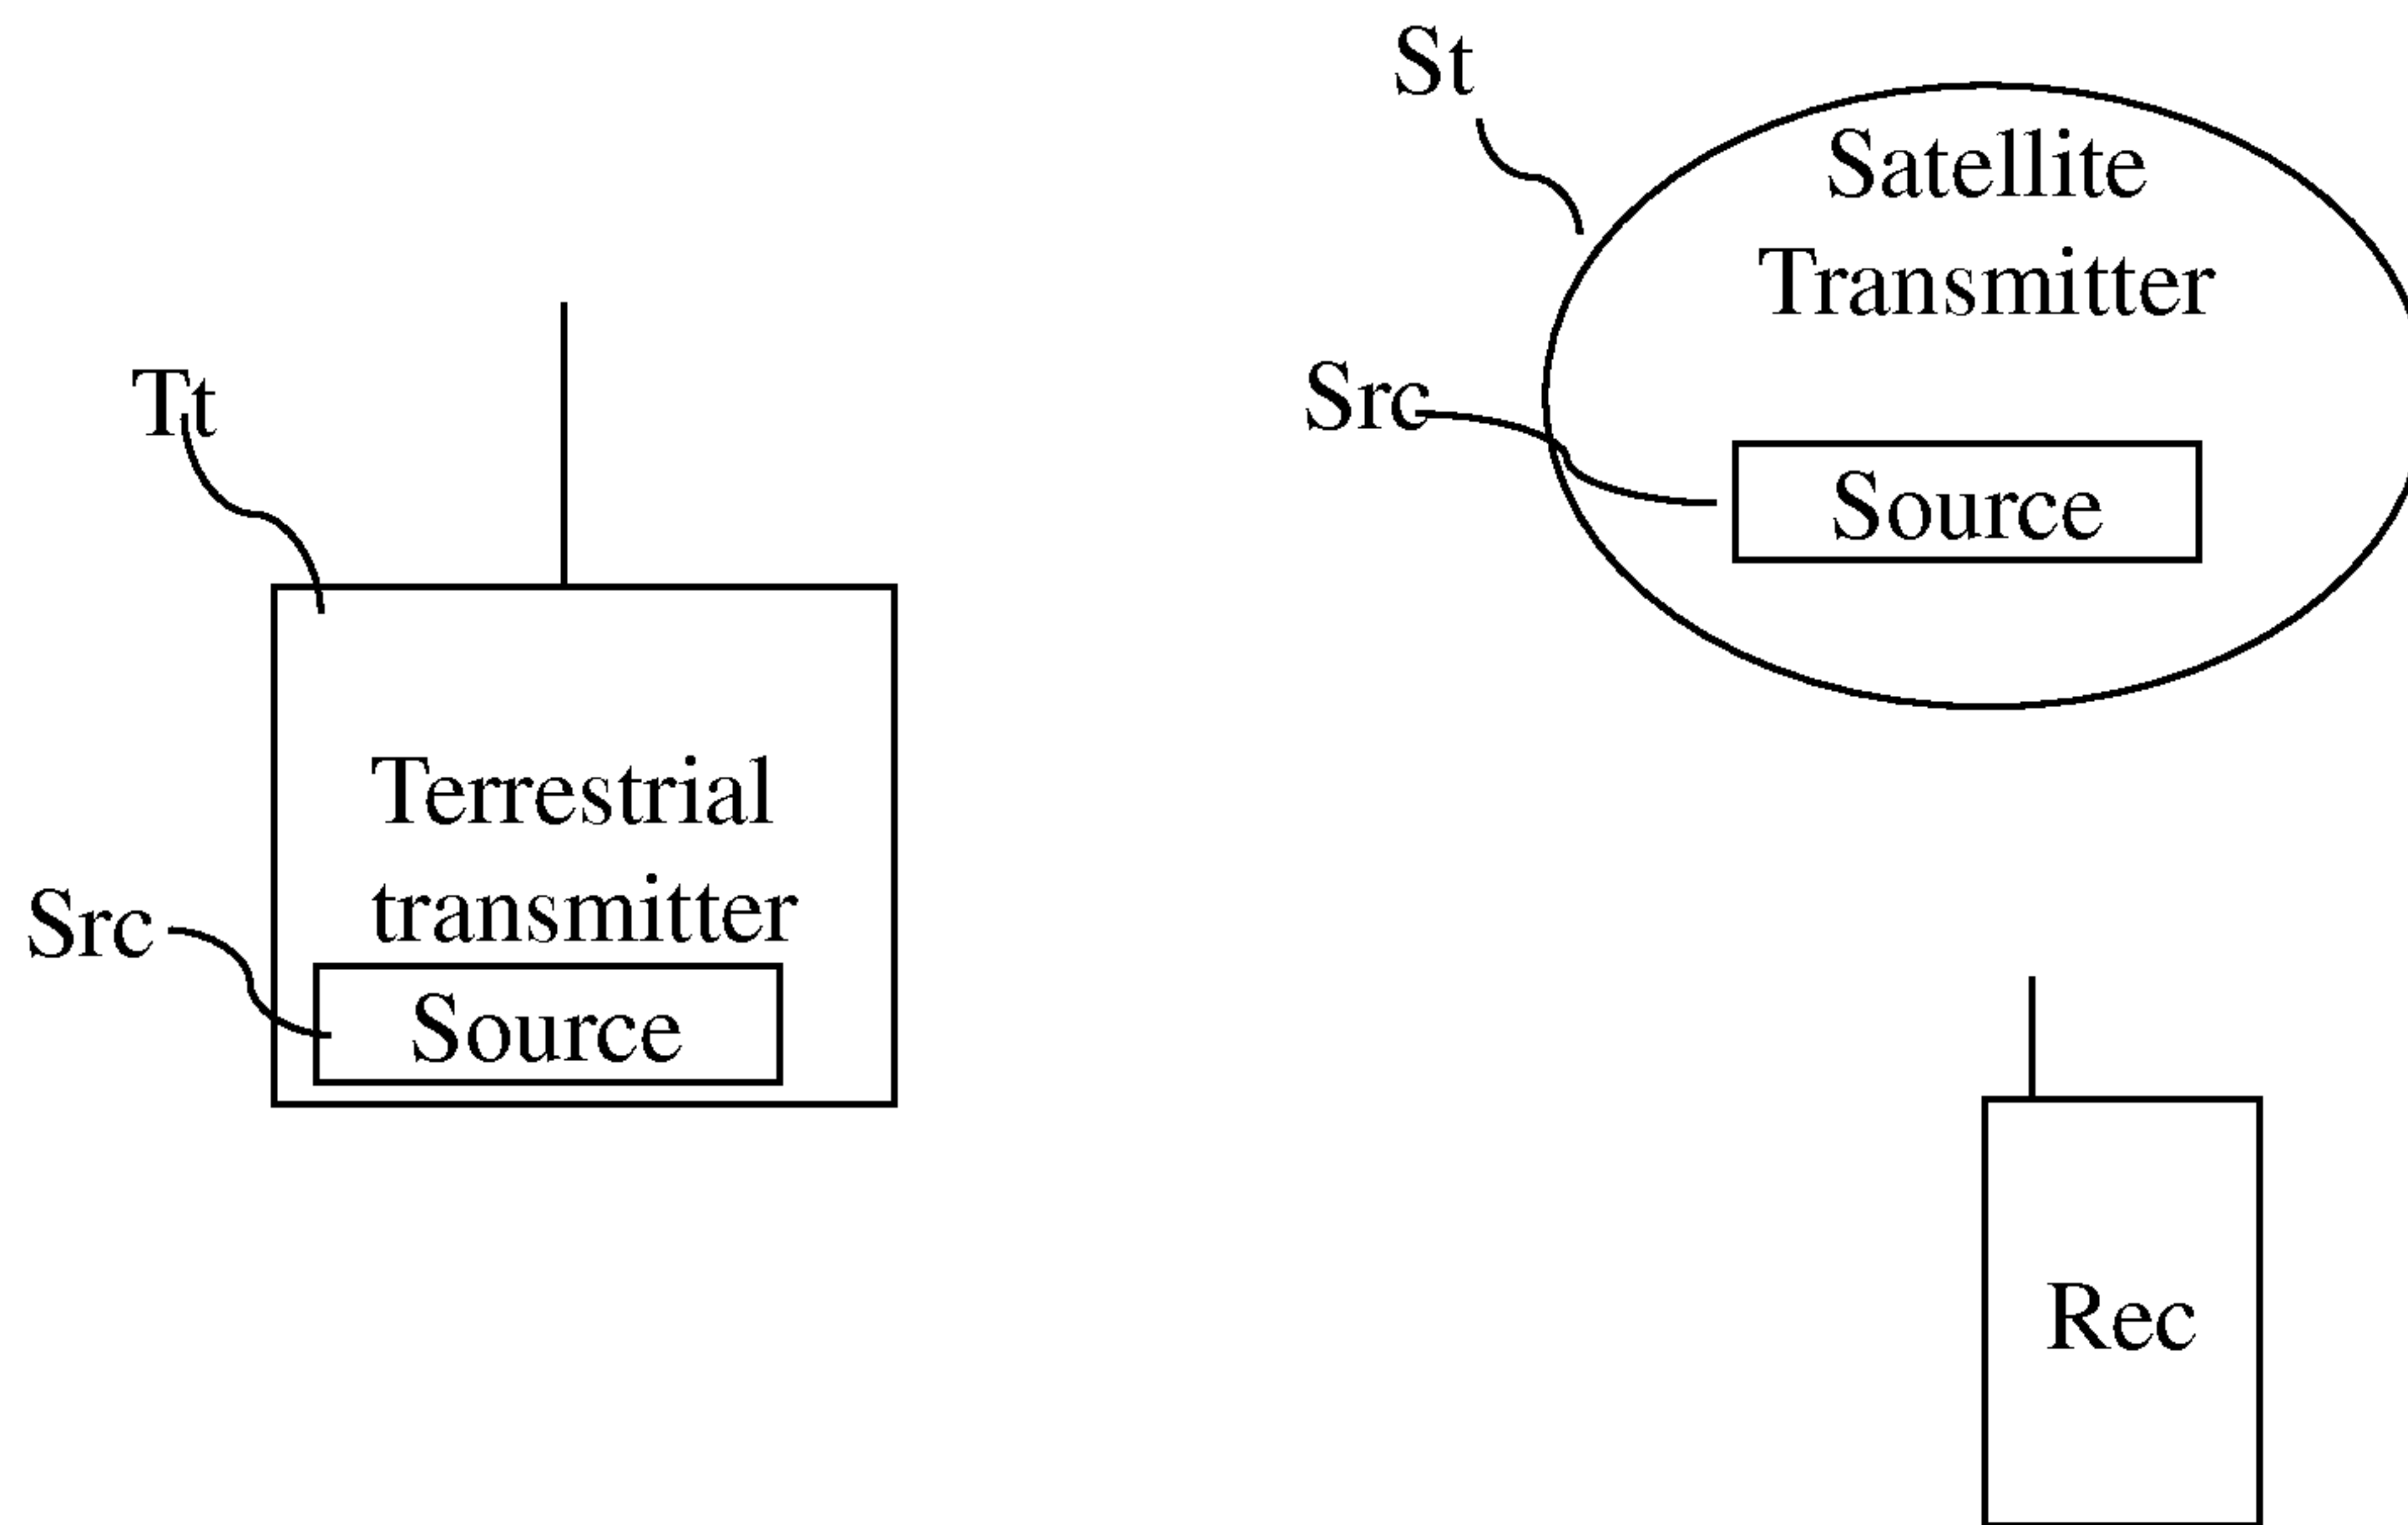 St
Satellite
Transmitter
Src
Source
Tt
Terrestrial
transmitter
Src
Source
Rec